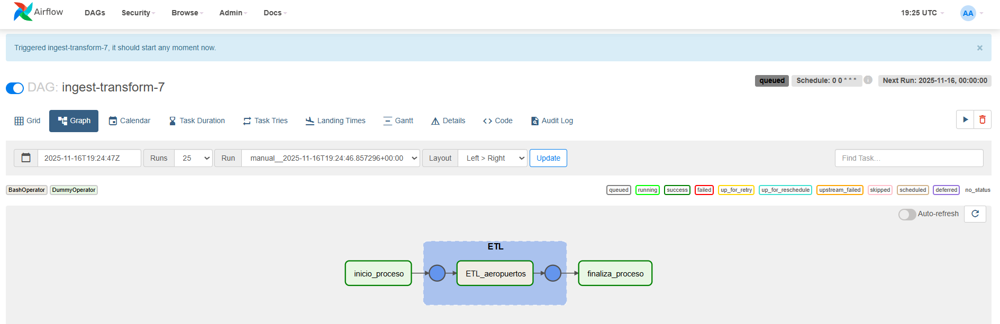 Airflow DAGs Security Browse Admin Docs 19:25 UTC AA
Triggered ingest-transform-7, it should start any moment now. ×
DAG: ingest-transform-7 queued Schedule: 0 0 * * * i Next Run: 2025-11-16, 00:00:00
Grid Graph Calendar Task Duration Task Tries Landing Times Gantt Details Code Audit Log
2025-11-16T19:24:47Z Runs 25 Run manual__2025-11-16T19:24:46.857296+00:00 Layout Left > Right Update Find Task...
BashOperator DummyOperator queued running success failed up_for_retry up_for_reschedule upstream_failed skipped scheduled deferred no_status
Auto-refresh
ETL
inicio_proceso ETL_aeropuertos finaliza_proceso